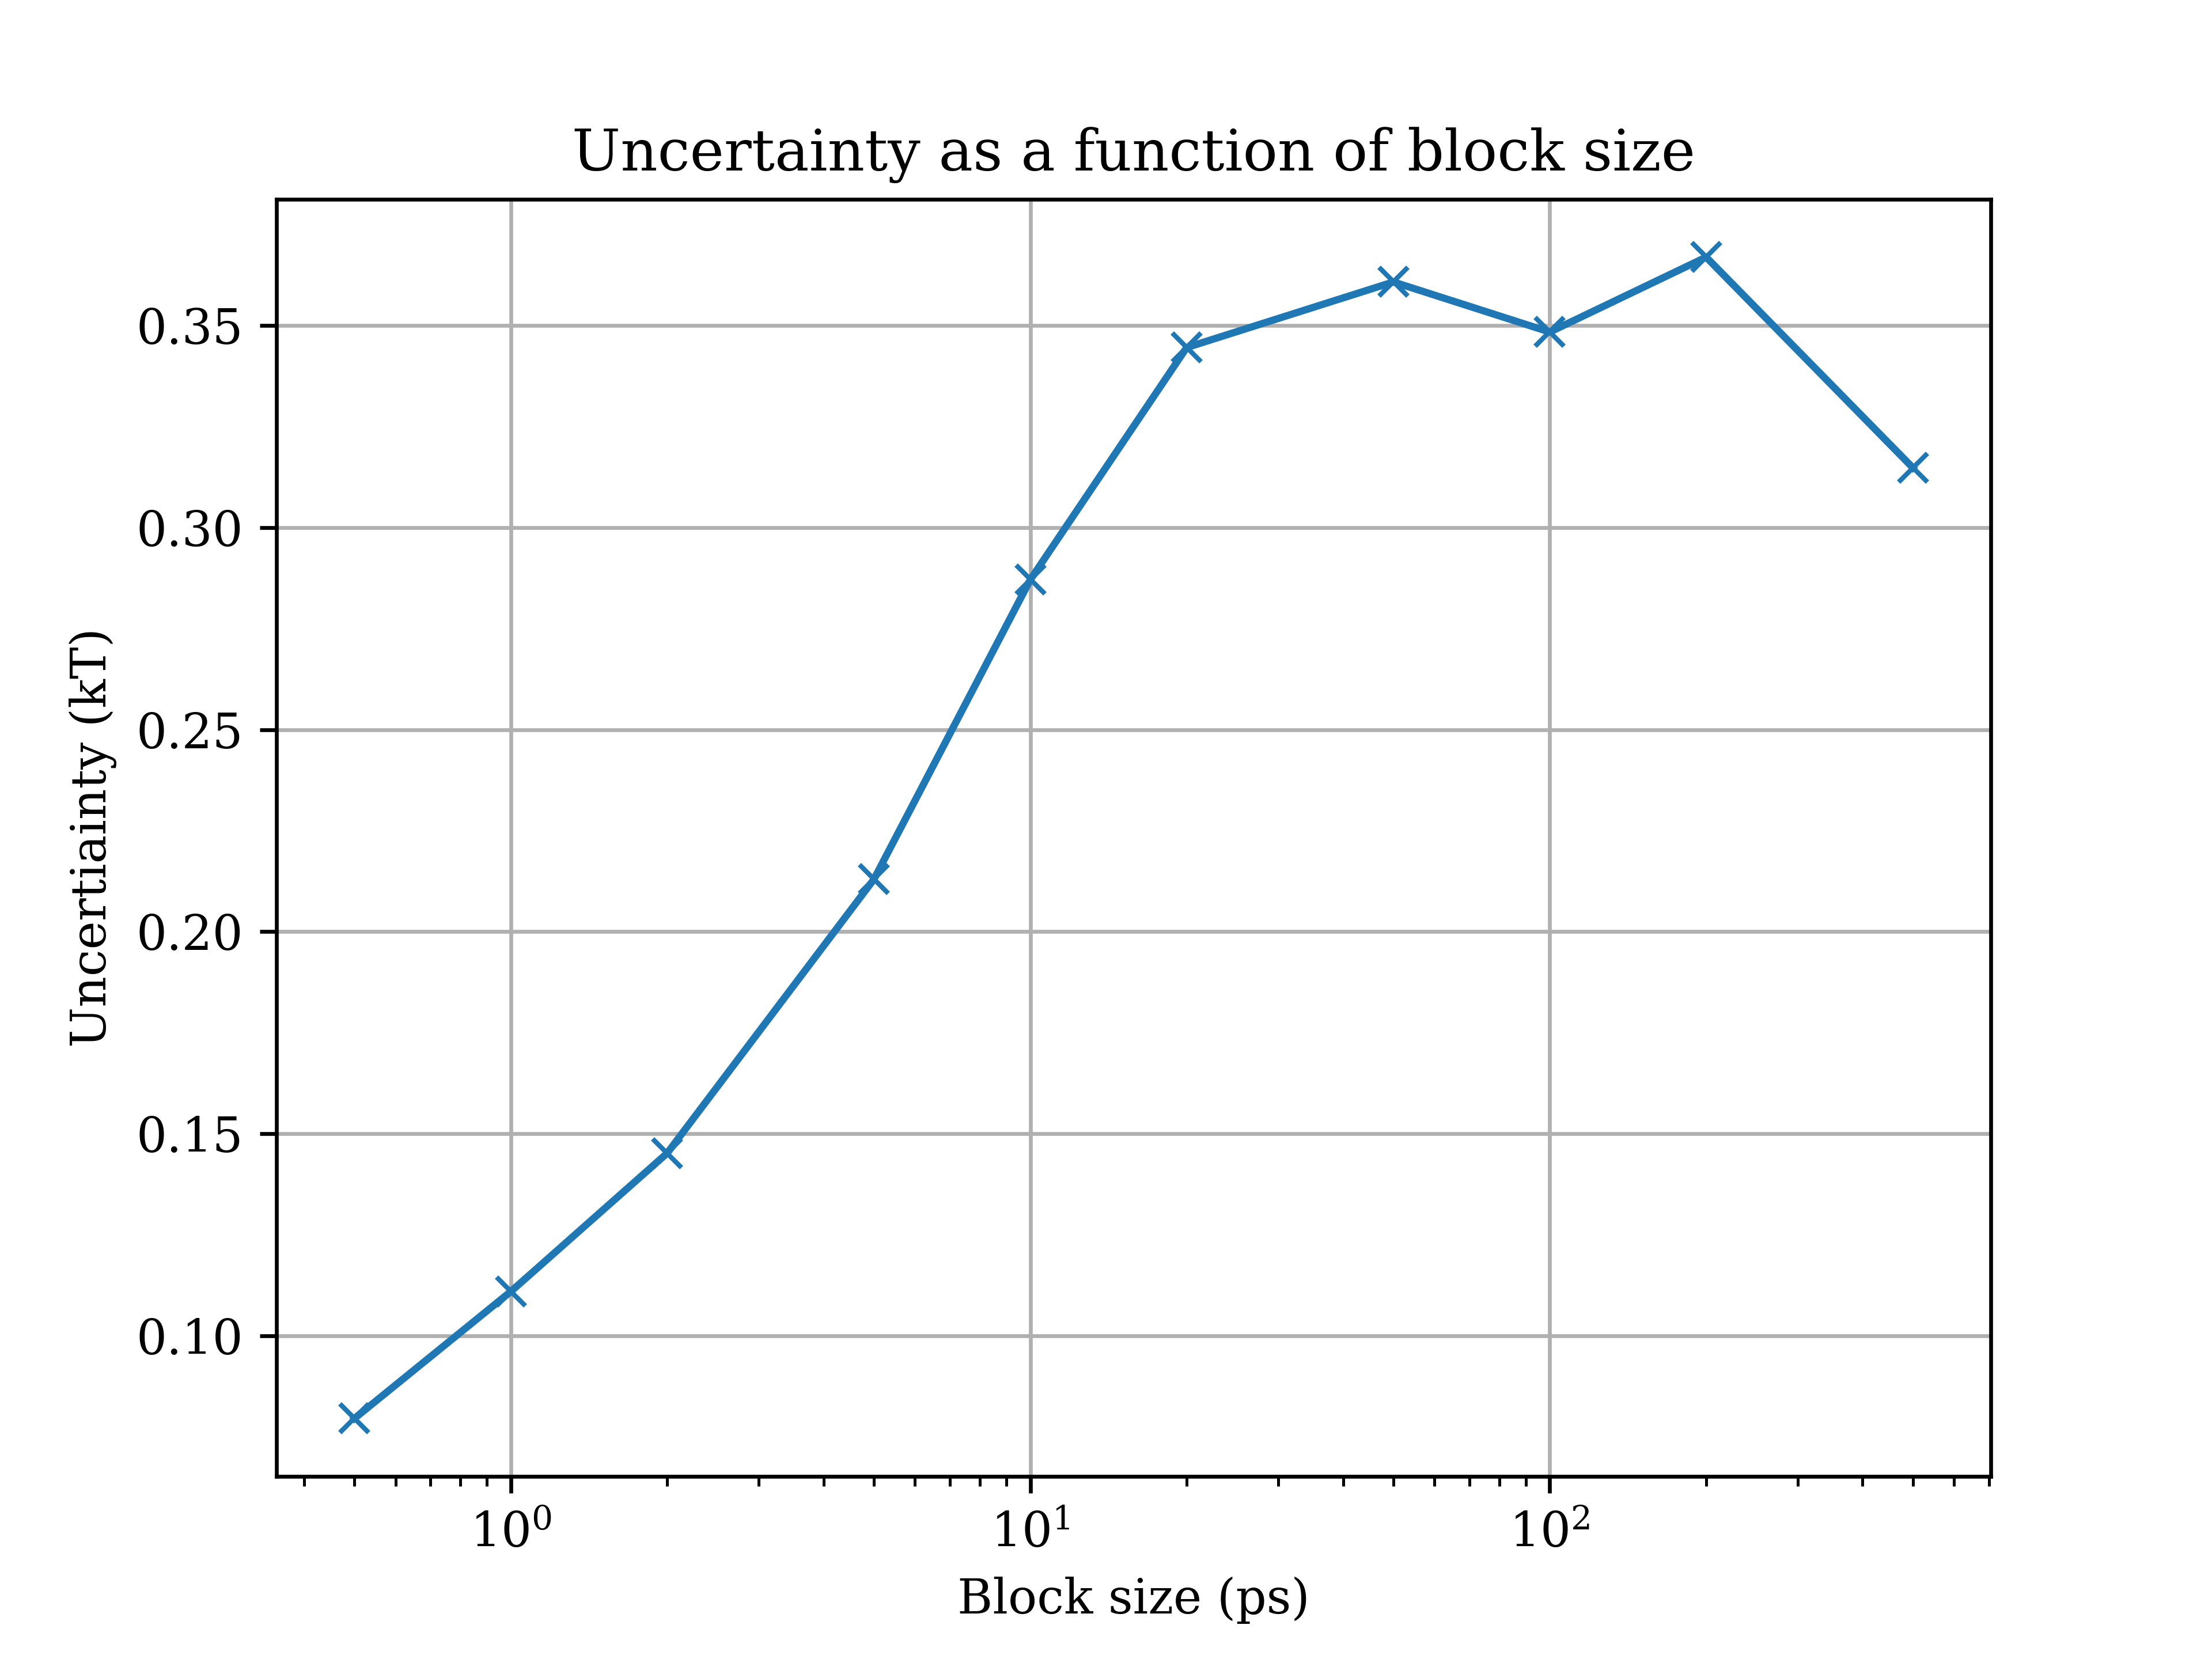 Uncertainty as a function of block size
0.35
0.30
0.25
0.20
0.15
0.10
Uncertiainty (kT)
10⁰ 10¹ 10²
Block size (ps)